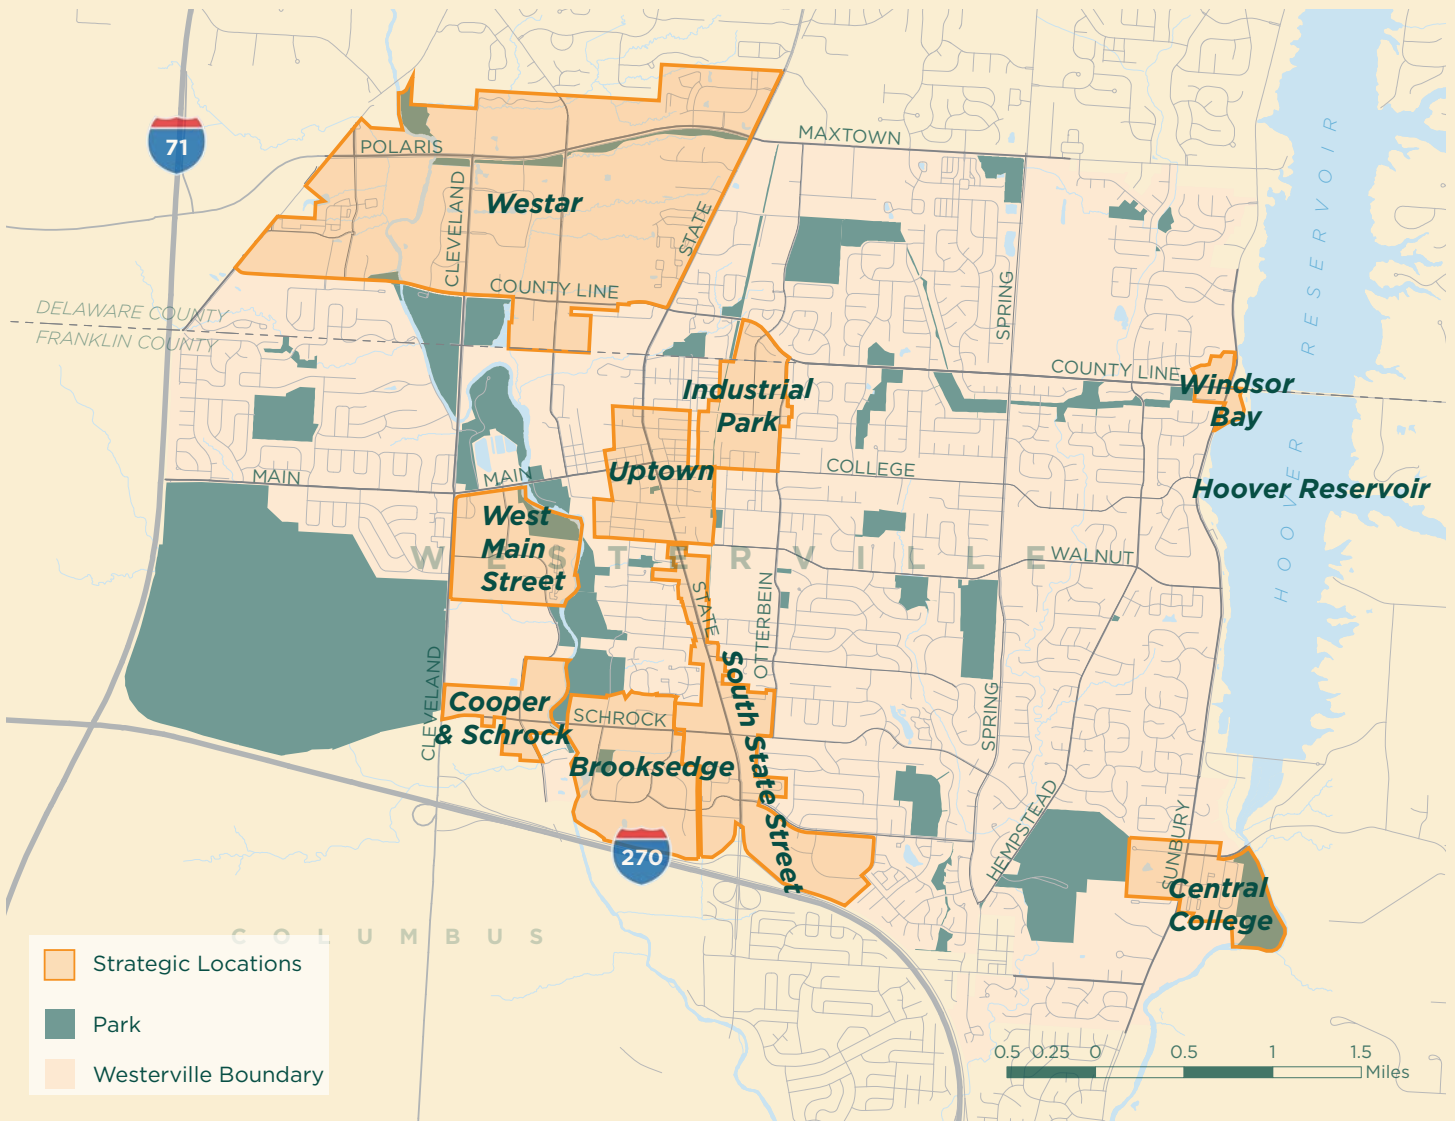 MAXTOWN
71
POLARIS
Westar
CLEVELAND
STATE
COUNTY LINE
SPRING
HOOVER RESERVOIR
DELAWARE COUNTY
FRANKLIN COUNTY
COUNTY LINE
Windsor
Bay
Industrial
Park
Uptown
COLLEGE
MAIN
MAIN
Hoover Reservoir
West
Main
Street
WESTERVILLE
WALNUT
STATE
OTTERBEIN
CLEVELAND
Cooper
& Schrock
SCHROCK
South State Street
SPRING
Brooksedge
270
HEMPSTEAD
SUNBURY
Central
College
COLUMBUS
Strategic Locations
Park
Westerville Boundary
0.5 0.25 0 0.5 1 1.5
Miles